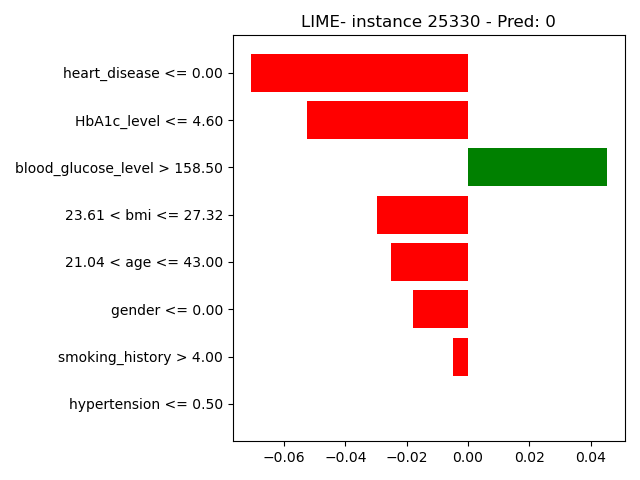 LIME- instance 25330 - Pred: 0
heart_disease <= 0.00
HbA1c_level <= 4.60
blood_glucose_level > 158.50
23.61 < bmi <= 27.32
21.04 < age <= 43.00
gender <= 0.00
smoking_history > 4.00
hypertension <= 0.50
−0.06 −0.04 −0.02 0.00 0.02 0.04